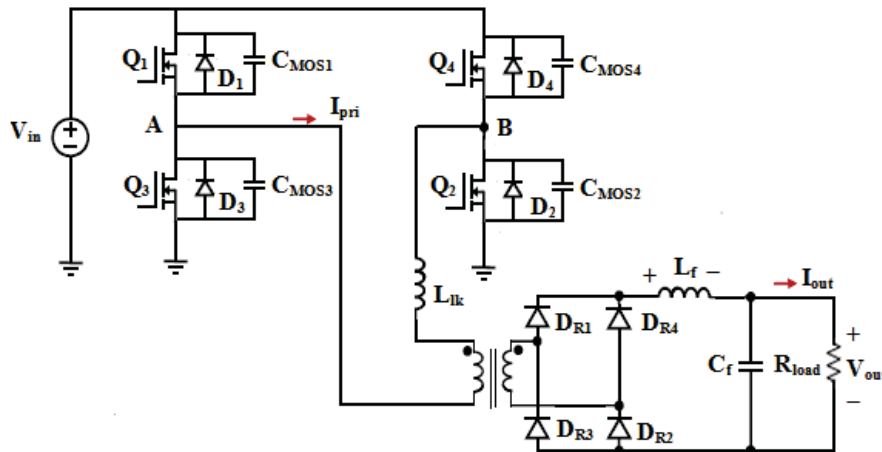 Q1
D1
CMOS1
Q4
D4
CMOS4
Vin
+
−
A
Ipri
B
Q3
D3
CMOS3
Q2
D2
CMOS2
Llk
+ Lf −
Iout
DR1
DR4
Cf
Rload
+
Vou
−
DR3
DR2